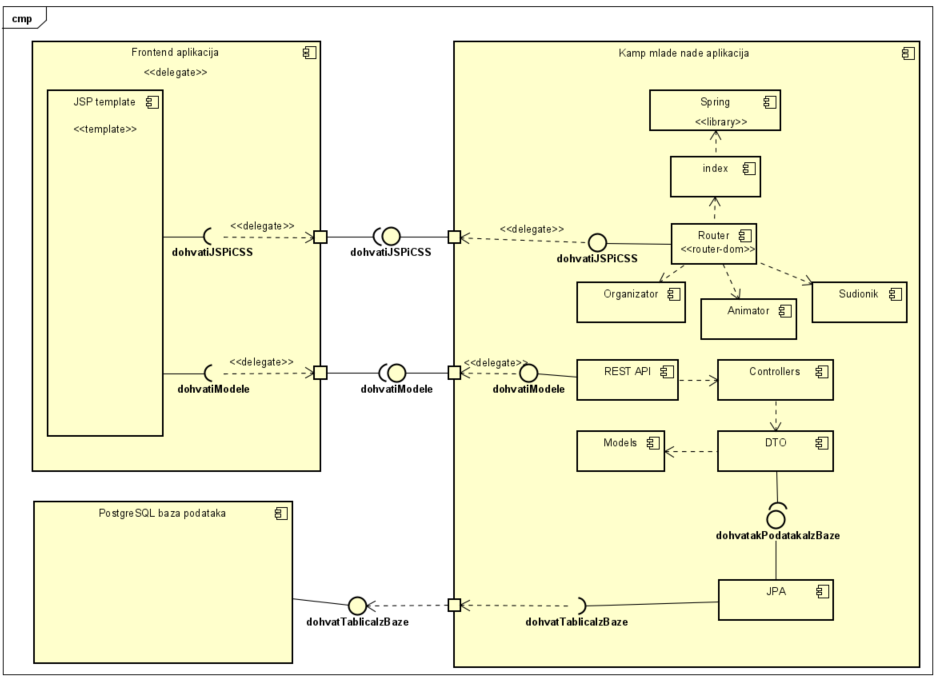 cmp
Frontend aplikacija
<<delegate>>
JSP template
<<template>>
<<delegate>>
dohvatiJSPiCSS
<<delegate>>
dohvatiModele
dohvatiJSPiCSS
dohvatiModele
Kamp mlade nade aplikacija
Spring
<<library>>
index
Router
<<router-dom>>
<<delegate>>
dohvatiJSPiCSS
Organizator
Animator
Sudionik
<<delegate>>
dohvatiModele
REST API
Controllers
Models
DTO
dohvatakPodatakaIzBaze
JPA
PostgreSQL baza podataka
dohvatTablicaIzBaze
dohvatTablicaIzBaze